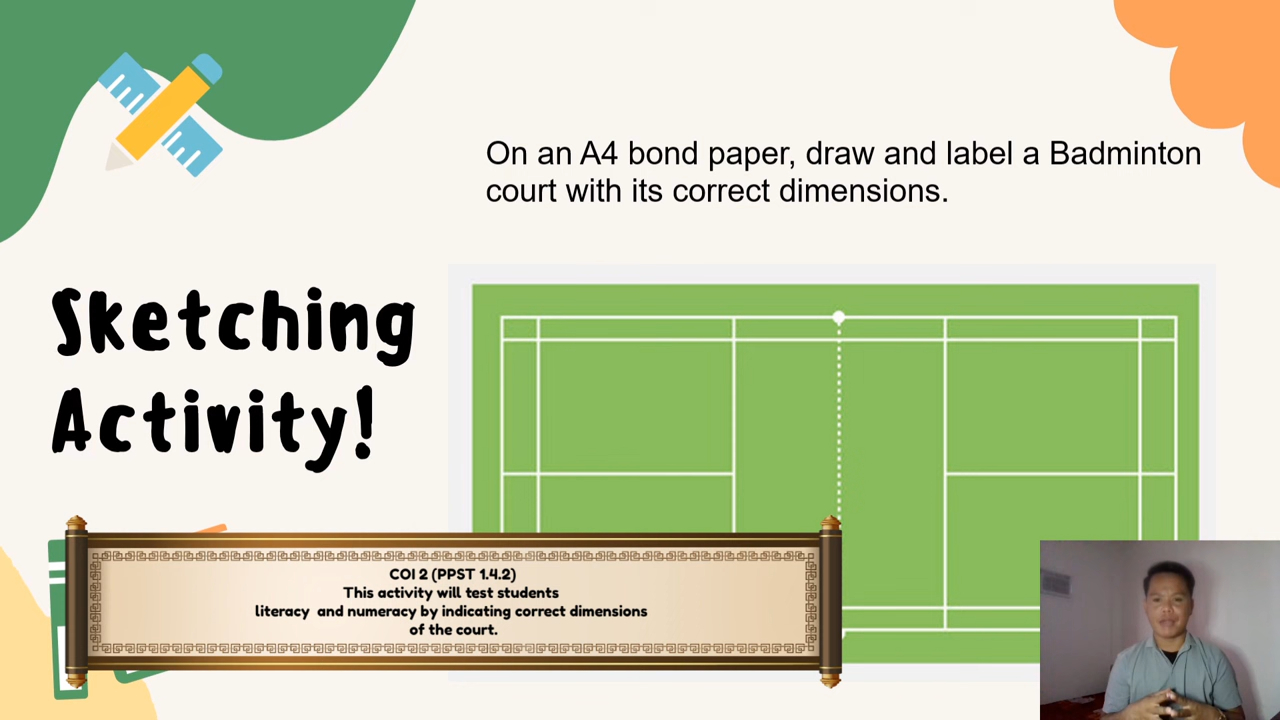 On an A4 bond paper, draw and label a Badminton
court with its correct dimensions.
Sketching
Activity!
COI 2 (PPST 1.4.2)
This activity will test students
literacy and numeracy by indicating correct dimensions
of the court.